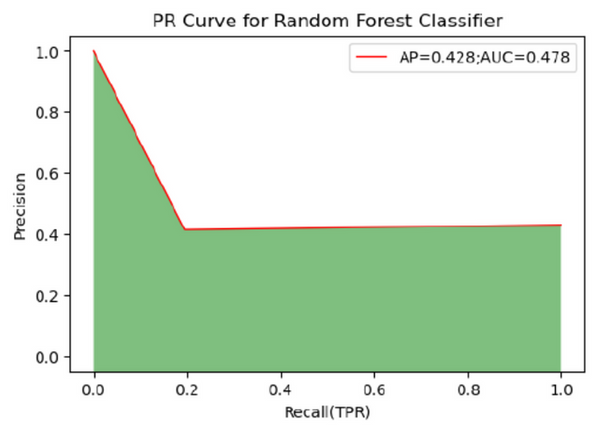 PR Curve for Random Forest Classifier
AP=0.428;AUC=0.478
1.0
0.8
0.6
0.4
0.2
0.0
Precision
0.0 0.2 0.4 0.6 0.8 1.0
Recall(TPR)